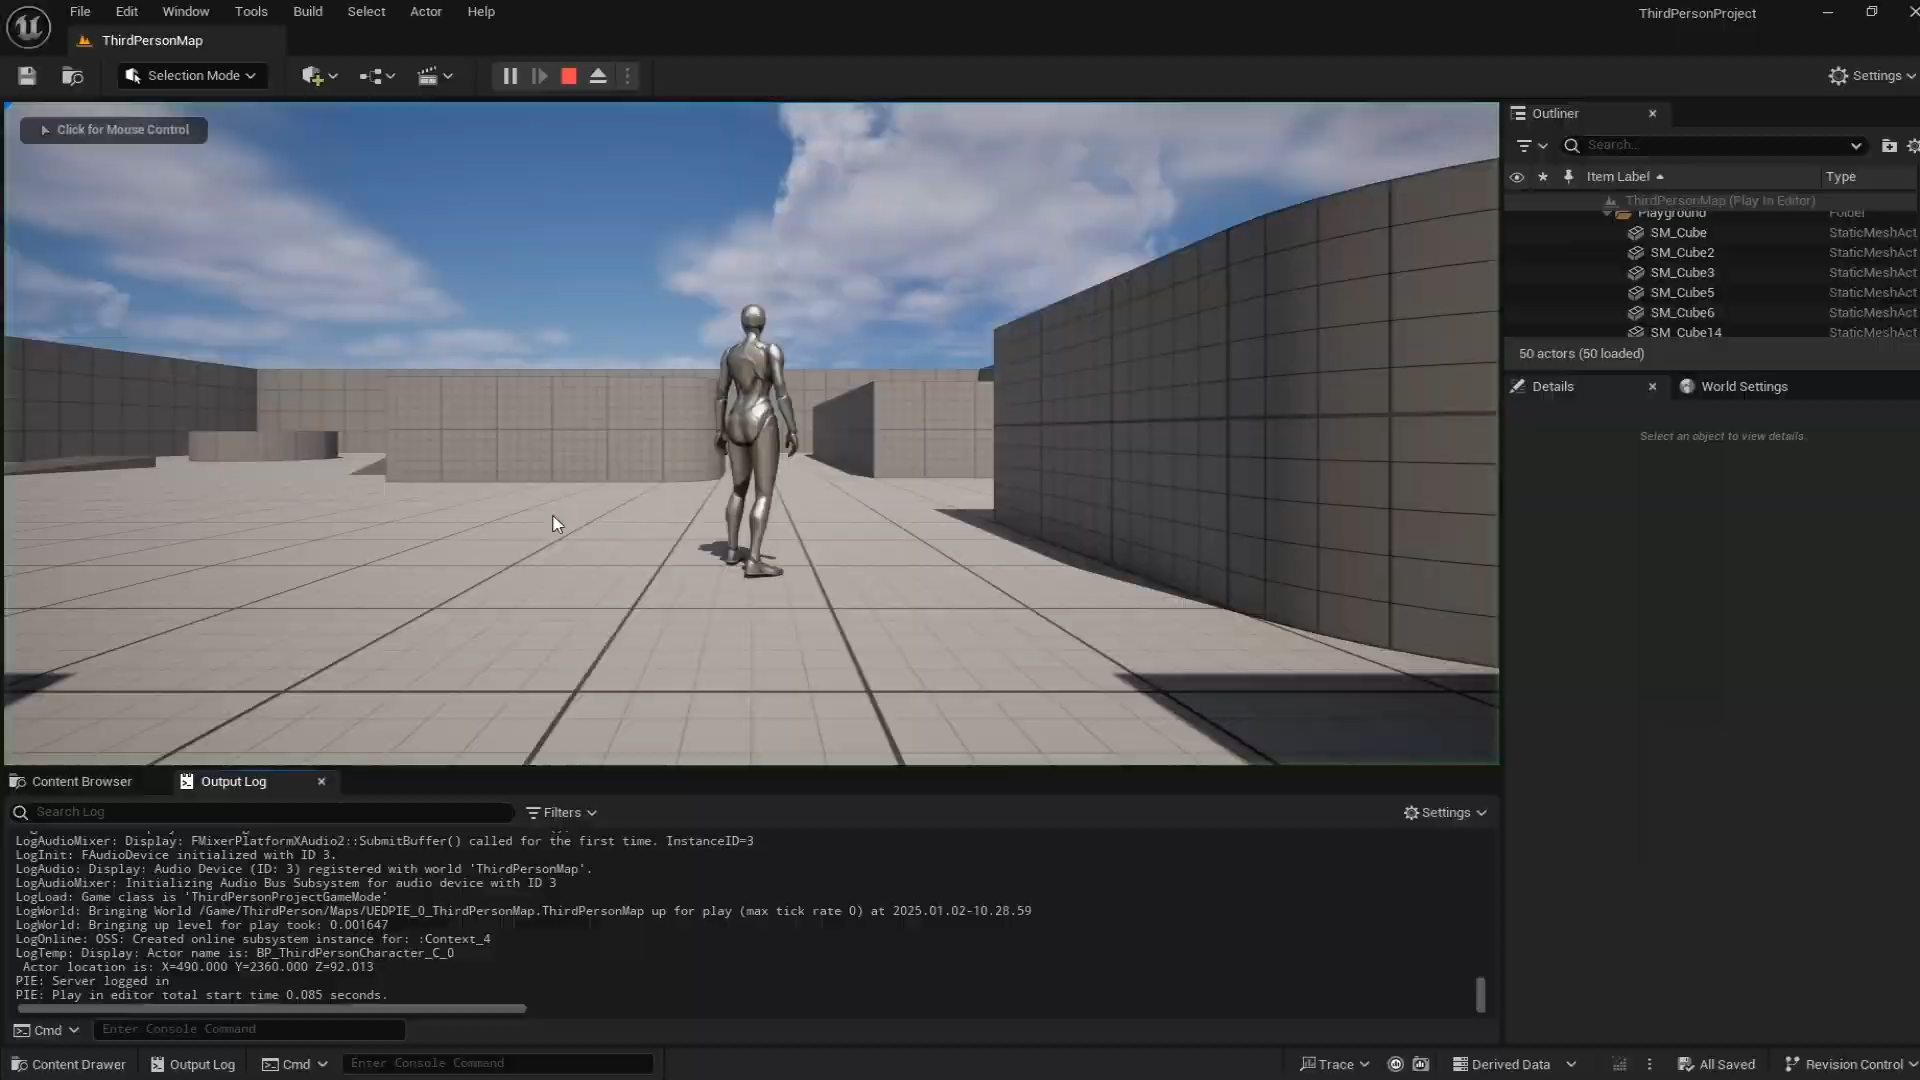 File Edit Window Tools Build Select Actor Help
ThirdPersonProject
ThirdPersonMap
Selection Mode
Settings
Click for Mouse Control
Outliner
Search...
Item Label Type
ThirdPersonMap (Play In Editor)
Playground Folder
SM_Cube StaticMeshAct
SM_Cube2 StaticMeshAct
SM_Cube3 StaticMeshAct
SM_Cube5 StaticMeshAct
SM_Cube6 StaticMeshAct
SM_Cube14 StaticMeshAct
50 actors (50 loaded)
Details World Settings
Select an object to view details.
Content Browser Output Log
Search Log Filters Settings
LogAudioMixer: Display: FMixerPlatformXAudio2::SubmitBuffer() called for the first time. InstanceID=3
LogInit: FAudioDevice initialized with ID 3.
LogAudio: Display: Audio Device (ID: 3) registered with world 'ThirdPersonMap'.
LogAudioMixer: Initializing Audio Bus Subsystem for audio device with ID 3
LogLoad: Game class is 'ThirdPersonProjectGameMode'
LogWorld: Bringing World /Game/ThirdPerson/Maps/UEDPIE_0_ThirdPersonMap.ThirdPersonMap up for play (max tick rate 0) at 2025.01.02-10.28.59
LogWorld: Bringing up level for play took: 0.001647
LogOnline: OSS: Created online subsystem instance for: :Context_4
LogTemp: Display: Actor name is: BP_ThirdPersonCharacter_C_0
Actor location is: X=490.000 Y=2360.000 Z=92.013
PIE: Server logged in
PIE: Play in editor total start time 0.085 seconds.
Cmd Enter Console Command
Content Drawer Output Log Cmd Enter Console Command Trace Derived Data All Saved Revision Control